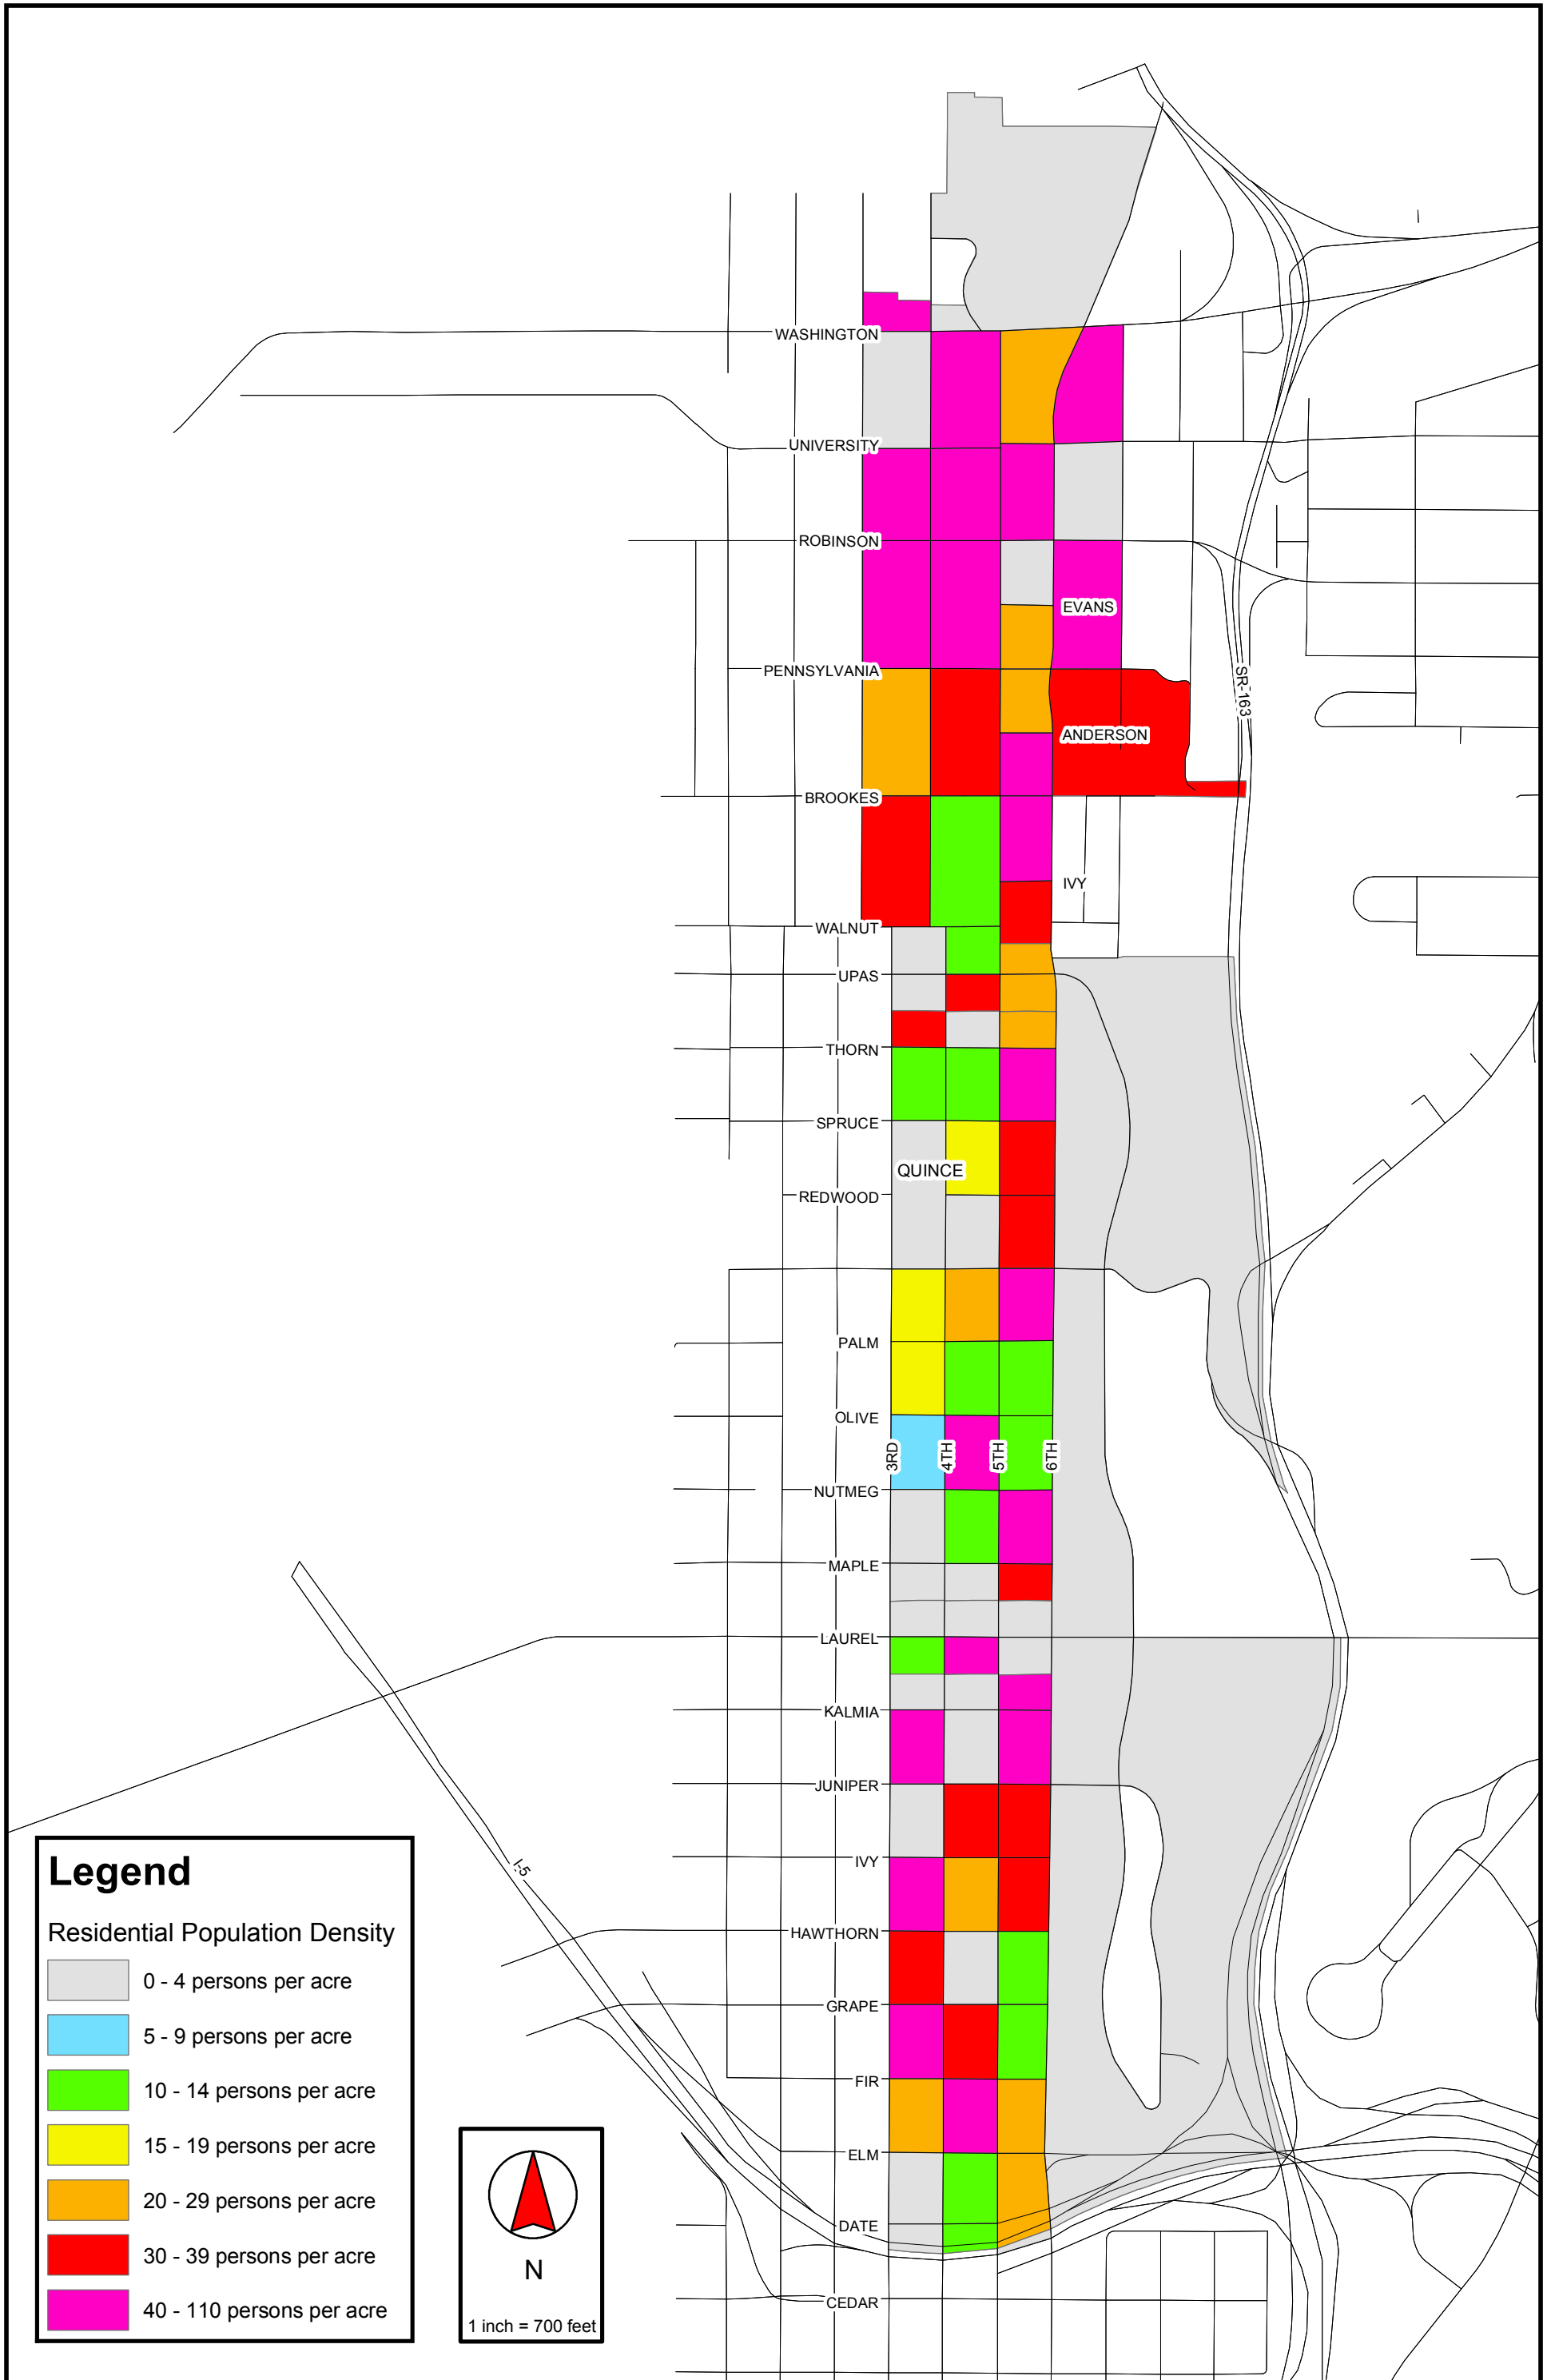 WASHINGTON
UNIVERSITY
ROBINSON
EVANS
PENNSYLVANIA
SR-163
ANDERSON
BROOKES
IVY
WALNUT
UPAS
THORN
SPRUCE
QUINCE
REDWOOD
PALM
OLIVE
3RD
4TH
5TH
6TH
NUTMEG
MAPLE
LAUREL
KALMIA
JUNIPER
IVY
I-5
HAWTHORN
GRAPE
FIR
ELM
DATE
CEDAR
Legend
Residential Population Density
0 - 4 persons per acre
5 - 9 persons per acre
10 - 14 persons per acre
15 - 19 persons per acre
20 - 29 persons per acre
30 - 39 persons per acre
40 - 110 persons per acre
N
1 inch = 700 feet